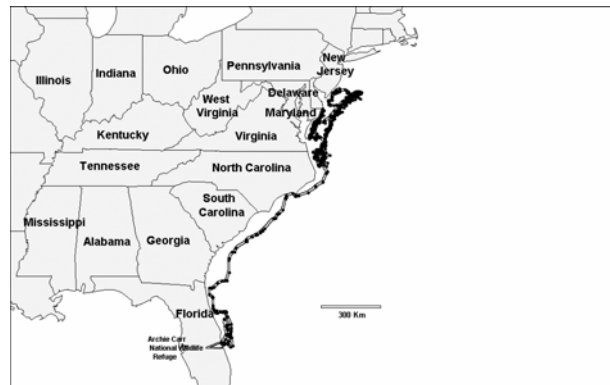 New
Jersey
Pennsylvania
Ohio
Indiana
Illinois
Delaware
Maryland
West
Virginia
Virginia
Kentucky
Tennessee
North Carolina
South
Carolina
Mississippi
Alabama
Georgia
300 Km
Florida
Archie Carr
National Wildlife
Refuge